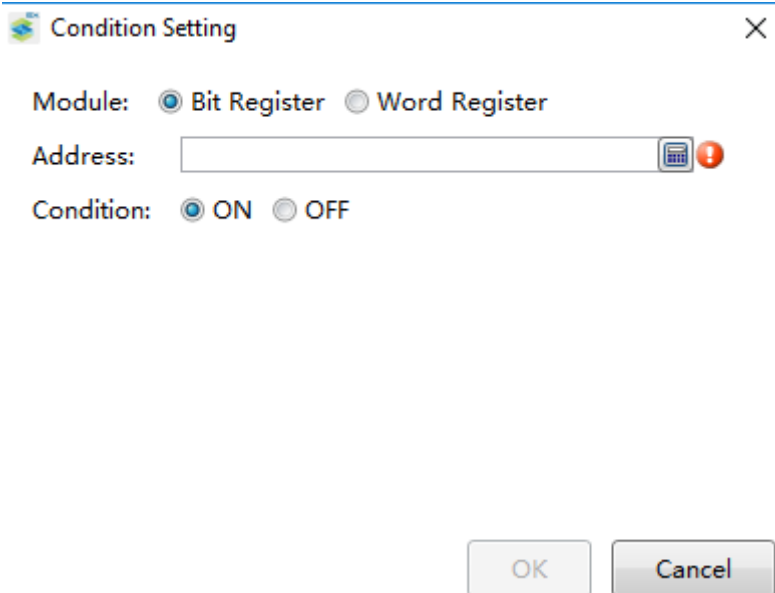 Condition Setting
Module: Bit Register Word Register
Address:
Condition: ON OFF
OK Cancel